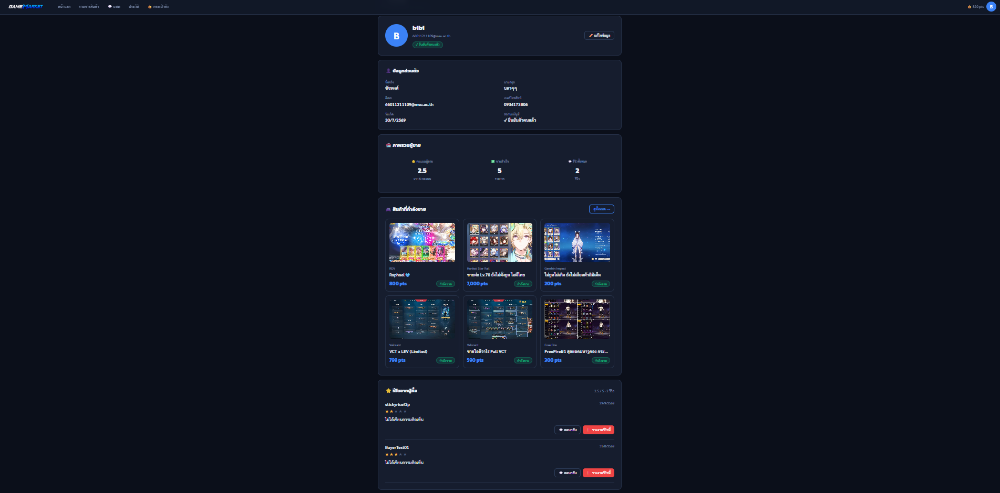 GAMEMARKET
หน้าแรก
รายการสินค้า
💬 แชท
ประวัติ
💰 กระเป๋าตัง
💰 820 pts
B
B
bibi
66011211109@msu.ac.th
✓ ยืนยันตัวตนแล้ว
✏️ แก้ไขข้อมูล
👤 ข้อมูลส่วนตัว
ชื่อจริง
นามสกุล
ชัชพงศ์
บลาๆๆ
อีเมล
เบอร์โทรศัพท์
66011211109@msu.ac.th
0934173806
วันเกิด
สถานะบัญชี
30/7/2569
✓ ยืนยันตัวตนแล้ว
🏪 ภาพรวมผู้ขาย
⭐ คะแนนผู้ขาย
✅ ขายสำเร็จ
💬 รีวิวทั้งหมด
2.5
5
2
จาก 5 คะแนน
รายการ
รีวิว
🎮 สินค้าที่กำลังขาย
ดูทั้งหมด →
ROV
Raphael 💙
800 pts
กำลังขาย
Honkai: Star Rail
ขายค่ะ Lv.70 ยังไม่ตั้งยูส ไอดีไทย
7,000 pts
กำลังขาย
Genshin Impact
ไม่ยูสไม่เกิด ยังไม่เลือดตัวลิมิเต็ด
200 pts
กำลังขาย
Valorant
VCT x LEV (Limited)
799 pts
กำลังขาย
Valorant
ขายไอดีวาโร Full VCT
590 pts
กำลังขาย
Free Fire
FreeFire#1 สุดยอดมหาวุคอง กระ...
300 pts
กำลังขาย
⭐ รีวิวจากผู้ซื้อ
2.5 / 5 · 2 รีวิว
stickyricef2p
29/9/2569
★★★★★
ไม่ได้เขียนความคิดเห็น
💬 ตอบกลับ
รายงานรีวิวนี้
BuyerTest01
31/8/2569
★★★★★
ไม่ได้เขียนความคิดเห็น
💬 ตอบกลับ
รายงานรีวิวนี้